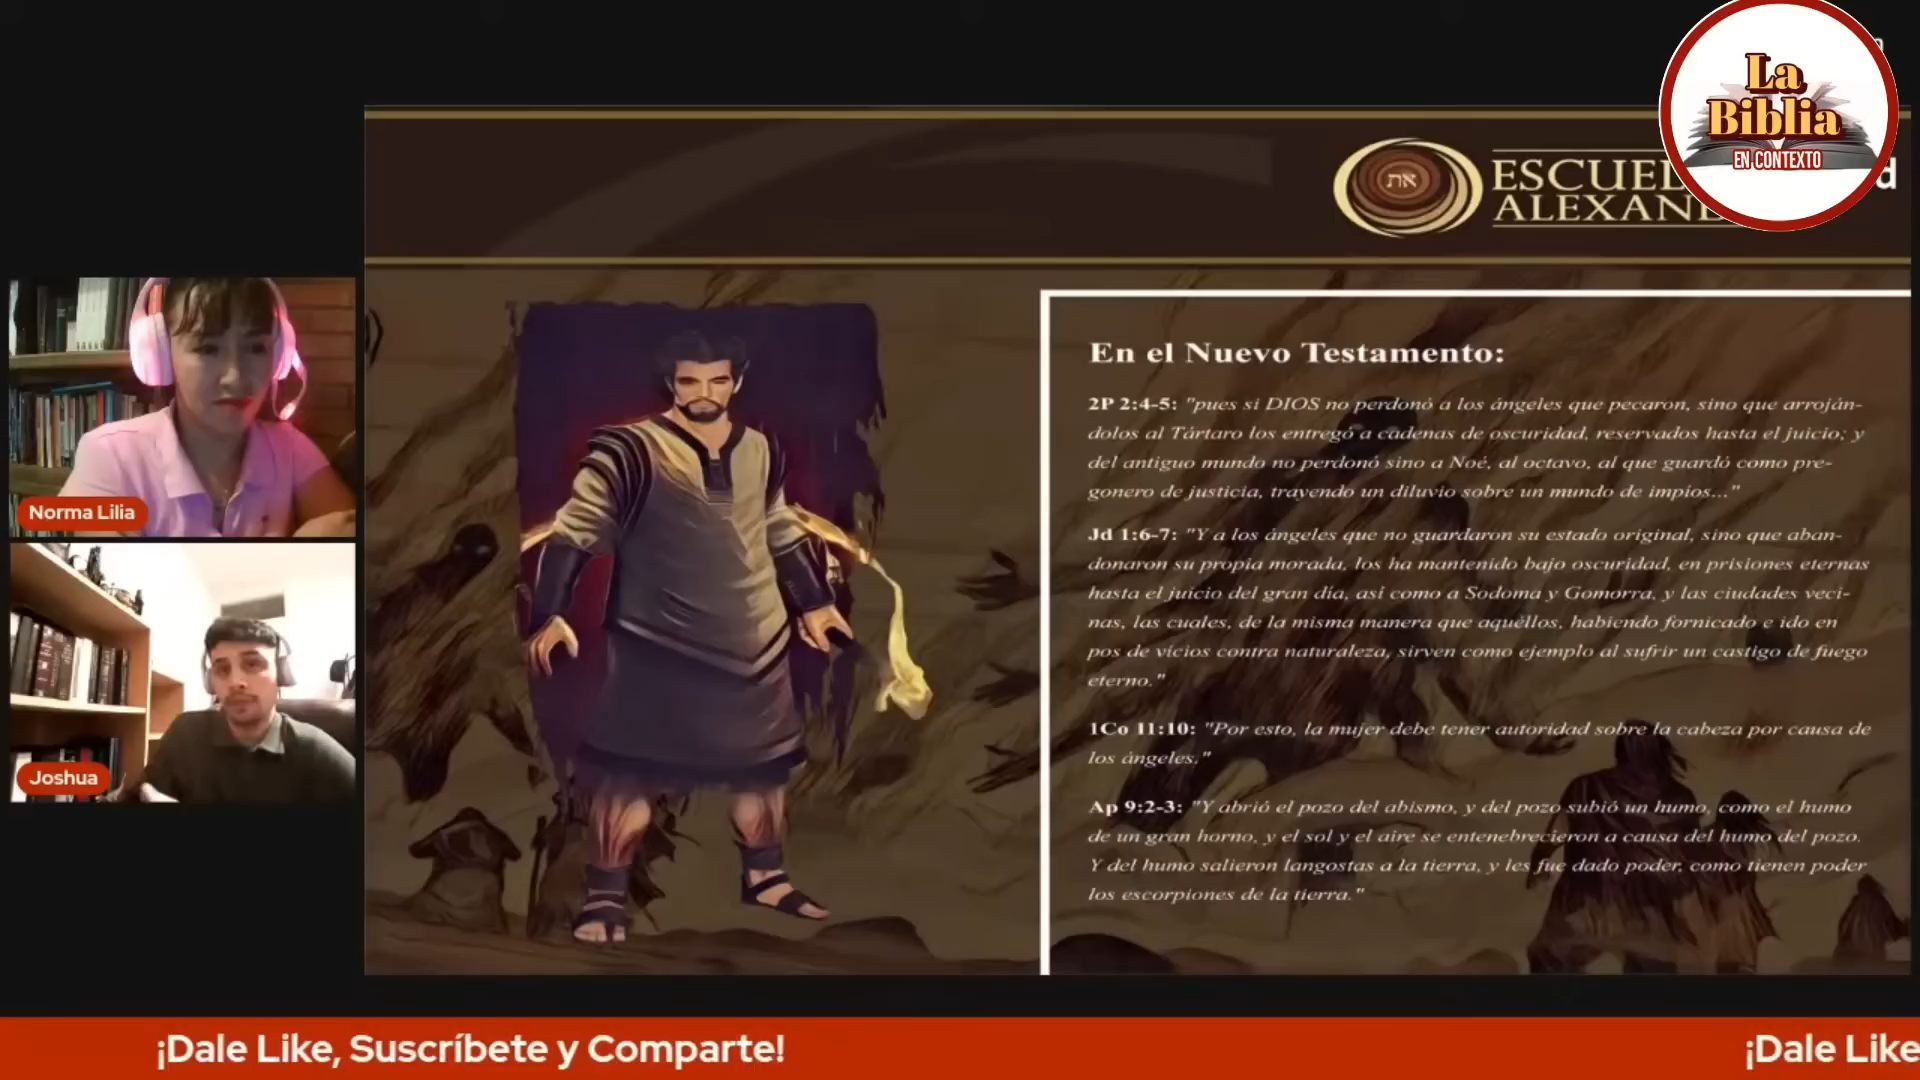 La
Biblia
EN CONTEXTO
את
ESCUEL
ALEXAN
d
Norma Lilia
Joshua
En el Nuevo Testamento:
2P 2:4-5: "pues si DIOS no perdonó a los ángeles que pecaron, sino que arroján-
dolos al Tártaro los entregó a cadenas de oscuridad, reservados hasta el juicio; y
del antiguo mundo no perdonó sino a Noé, al octavo, al que guardó como pre-
gonero de justicia, trayendo un diluvio sobre un mundo de impíos..."
Jd 1:6-7: "Y a los ángeles que no guardaron su estado original, sino que aban-
donaron su propia morada, los ha mantenido bajo oscuridad, en prisiones eternas
hasta el juicio del gran día, así como a Sodoma y Gomorra, y las ciudades veci-
nas, las cuales, de la misma manera que aquéllos, habiendo fornicado e ido en
pos de vicios contra naturaleza, sirven como ejemplo al sufrir un castigo de fuego
eterno."
1Co 11:10: "Por esto, la mujer debe tener autoridad sobre la cabeza por causa de
los ángeles."
Ap 9:2-3: "Y abrió el pozo del abismo, y del pozo subió un humo, como el humo
de un gran horno, y el sol y el aire se entenebrecieron a causa del humo del pozo.
Y del humo salieron langostas a la tierra, y les fue dado poder, como tienen poder
los escorpiones de la tierra."
¡Dale Like, Suscríbete y Comparte!
¡Dale Like